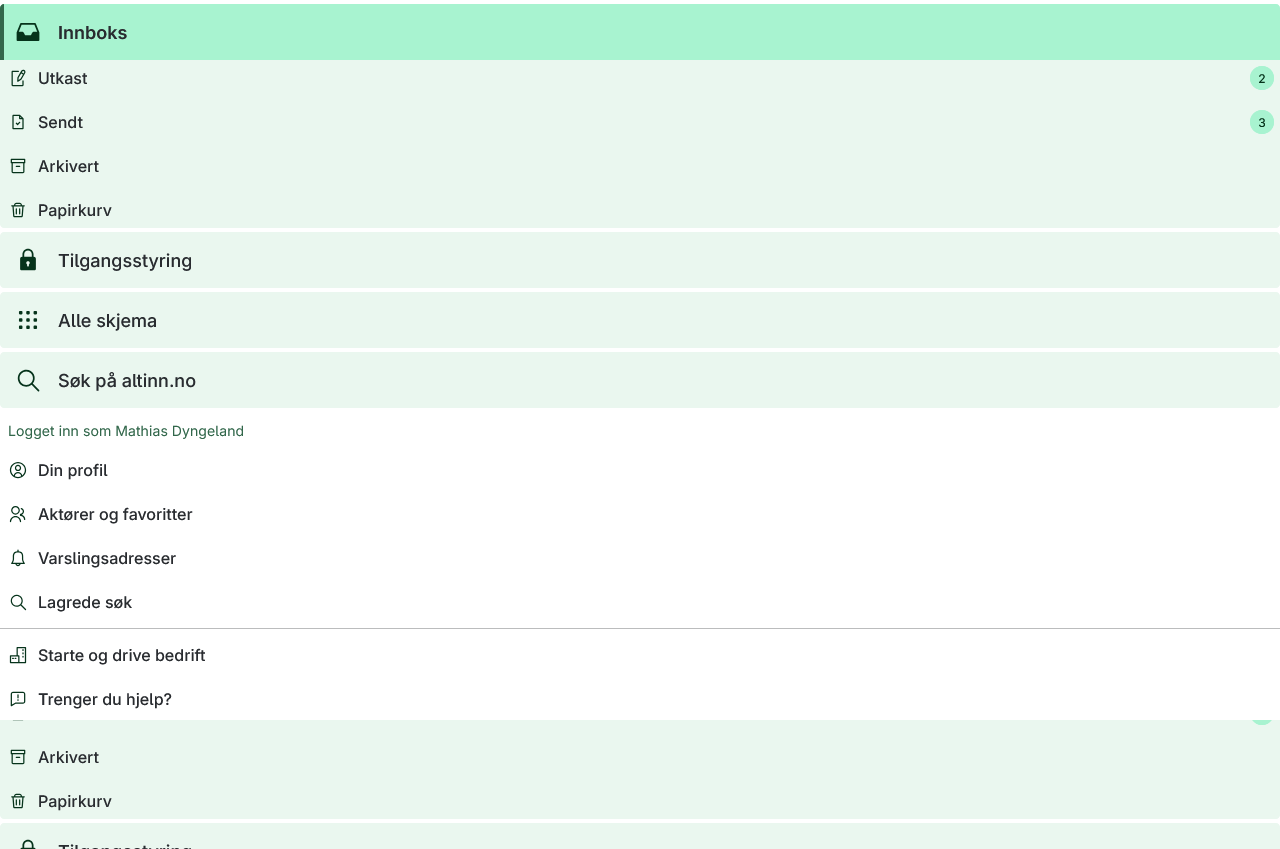 Innboks
Utkast 2
Sendt 3
Arkivert
Papirkurv
Tilgangsstyring
Alle skjema
Søk på altinn.no
Logget inn som Mathias Dyngeland
Din profil
Aktører og favoritter
Varslingsadresser
Lagrede søk
Starte og drive bedrift
Trenger du hjelp?
Arkivert
Papirkurv
Tilgangsstyring